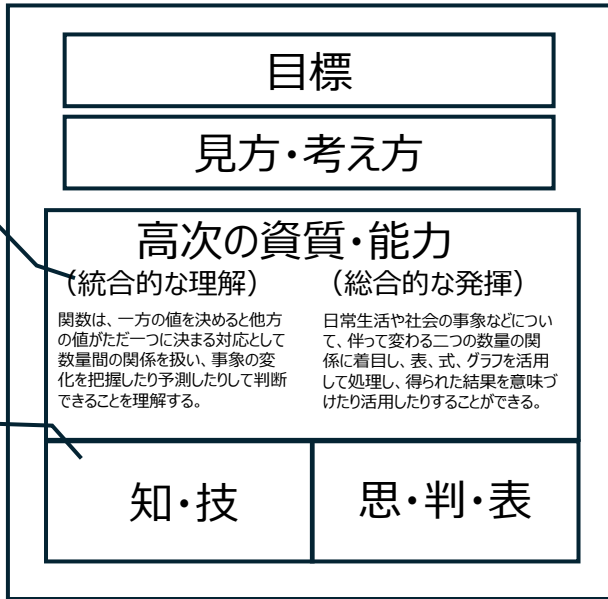 目標
見方・考え方
高次の資質・能力
(統合的な理解)
(総合的な発揮)
関数は、一方の値を決めると他方
の値がただ一つに決まる対応として
数量間の関係を扱い、事象の変
化を把握したり予測したりして判断
できることを理解する。
日常生活や社会の事象などについ
て、伴って変わる二つの数量の関
係に着目し、表、式、グラフを活用
して処理し、得られた結果を意味づ
けたり活用したりすることができる。
知・技
思・判・表